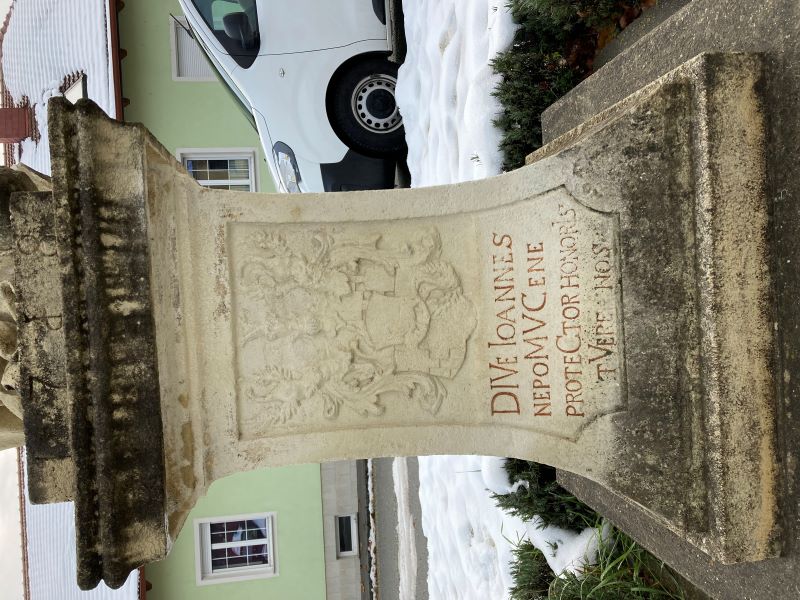 DIVE IOANNES
NEPOMVCENE
PROTECTOR HONORIS
TVERE NOS